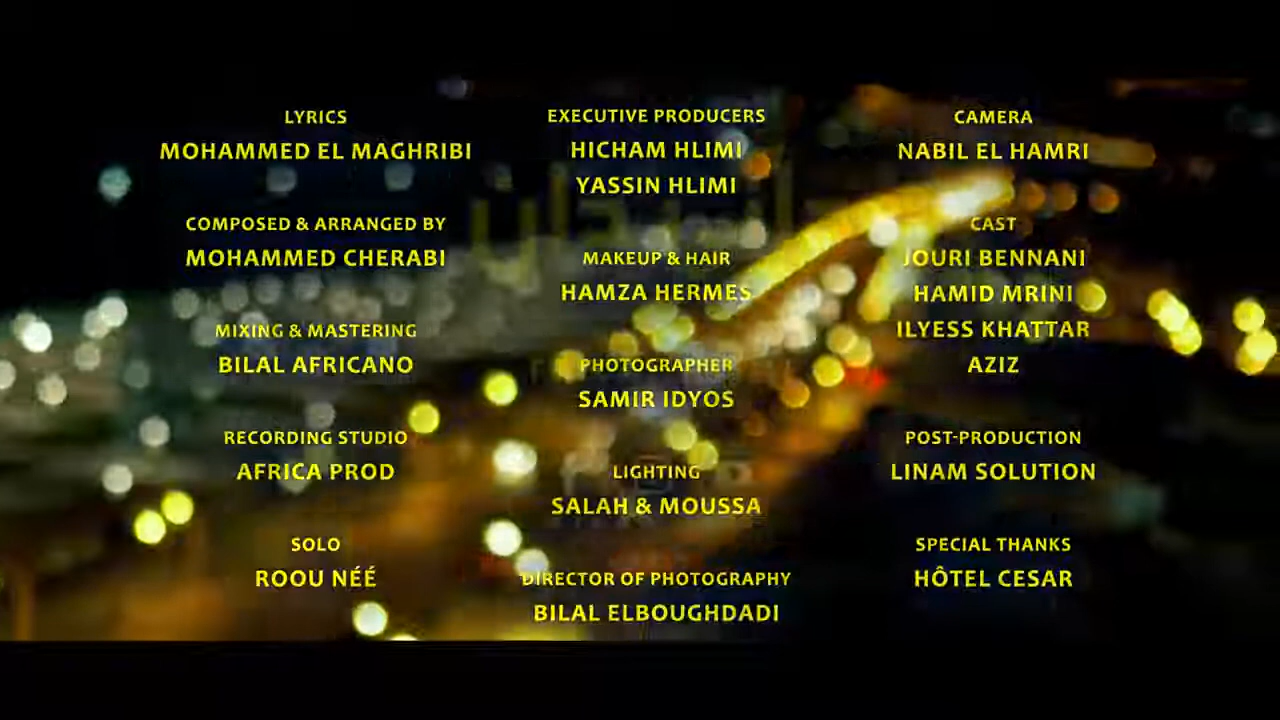 LYRICS
MOHAMMED EL MAGHRIBI
COMPOSED & ARRANGED BY
MOHAMMED CHERABI
MIXING & MASTERING
BILAL AFRICANO
RECORDING STUDIO
AFRICA PROD
SOLO
ROOU NÉÉ
EXECUTIVE PRODUCERS
HICHAM HLIMI
YASSIN HLIMI
MAKEUP & HAIR
HAMZA HERMES
PHOTOGRAPHER
SAMIR IDYOS
LIGHTING
SALAH & MOUSSA
DIRECTOR OF PHOTOGRAPHY
BILAL ELBOUGHDADI
CAMERA
NABIL EL HAMRI
CAST
JOURI BENNANI
HAMID MRINI
ILYESS KHATTAR
AZIZ
POST-PRODUCTION
LINAM SOLUTION
SPECIAL THANKS
HÔTEL CESAR